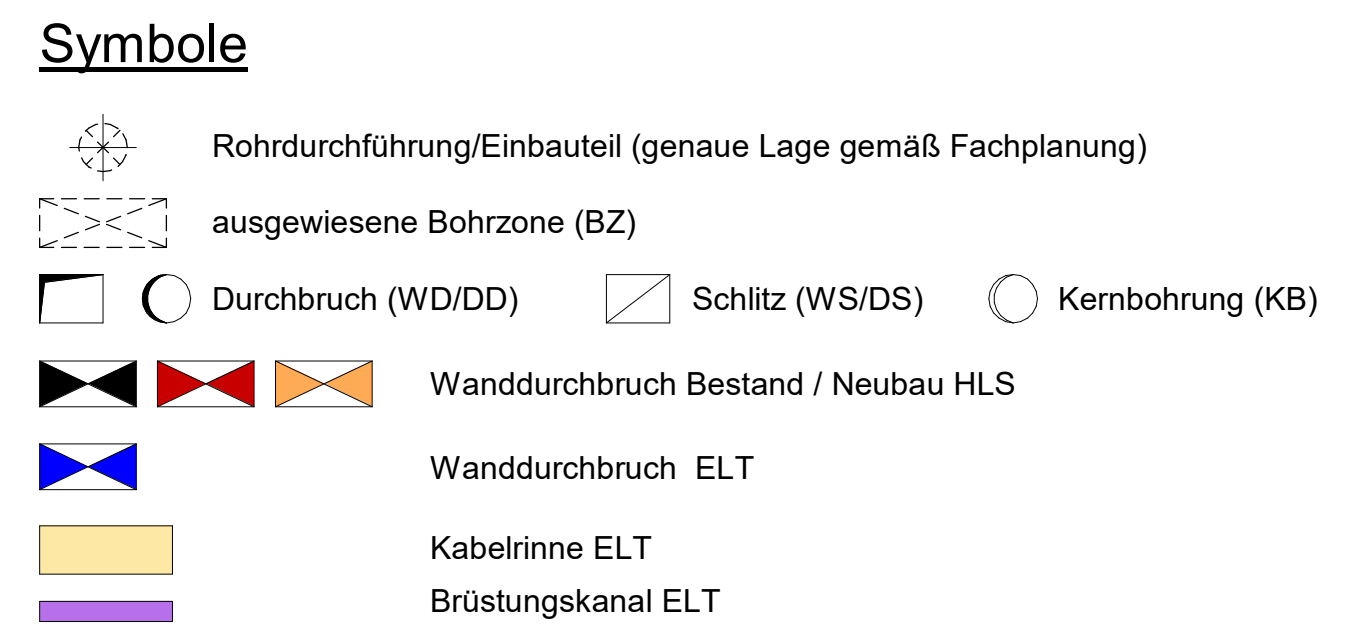 Symbole
Rohrdurchführung/Einbauteil (genaue Lage gemäß Fachplanung)
ausgewiesene Bohrzone (BZ)
Durchbruch (WD/DD) Schlitz (WS/DS) Kernbohrung (KB)
Wanddurchbruch Bestand / Neubau HLS
Wanddurchbruch ELT
Kabelrinne ELT
Brüstungskanal ELT